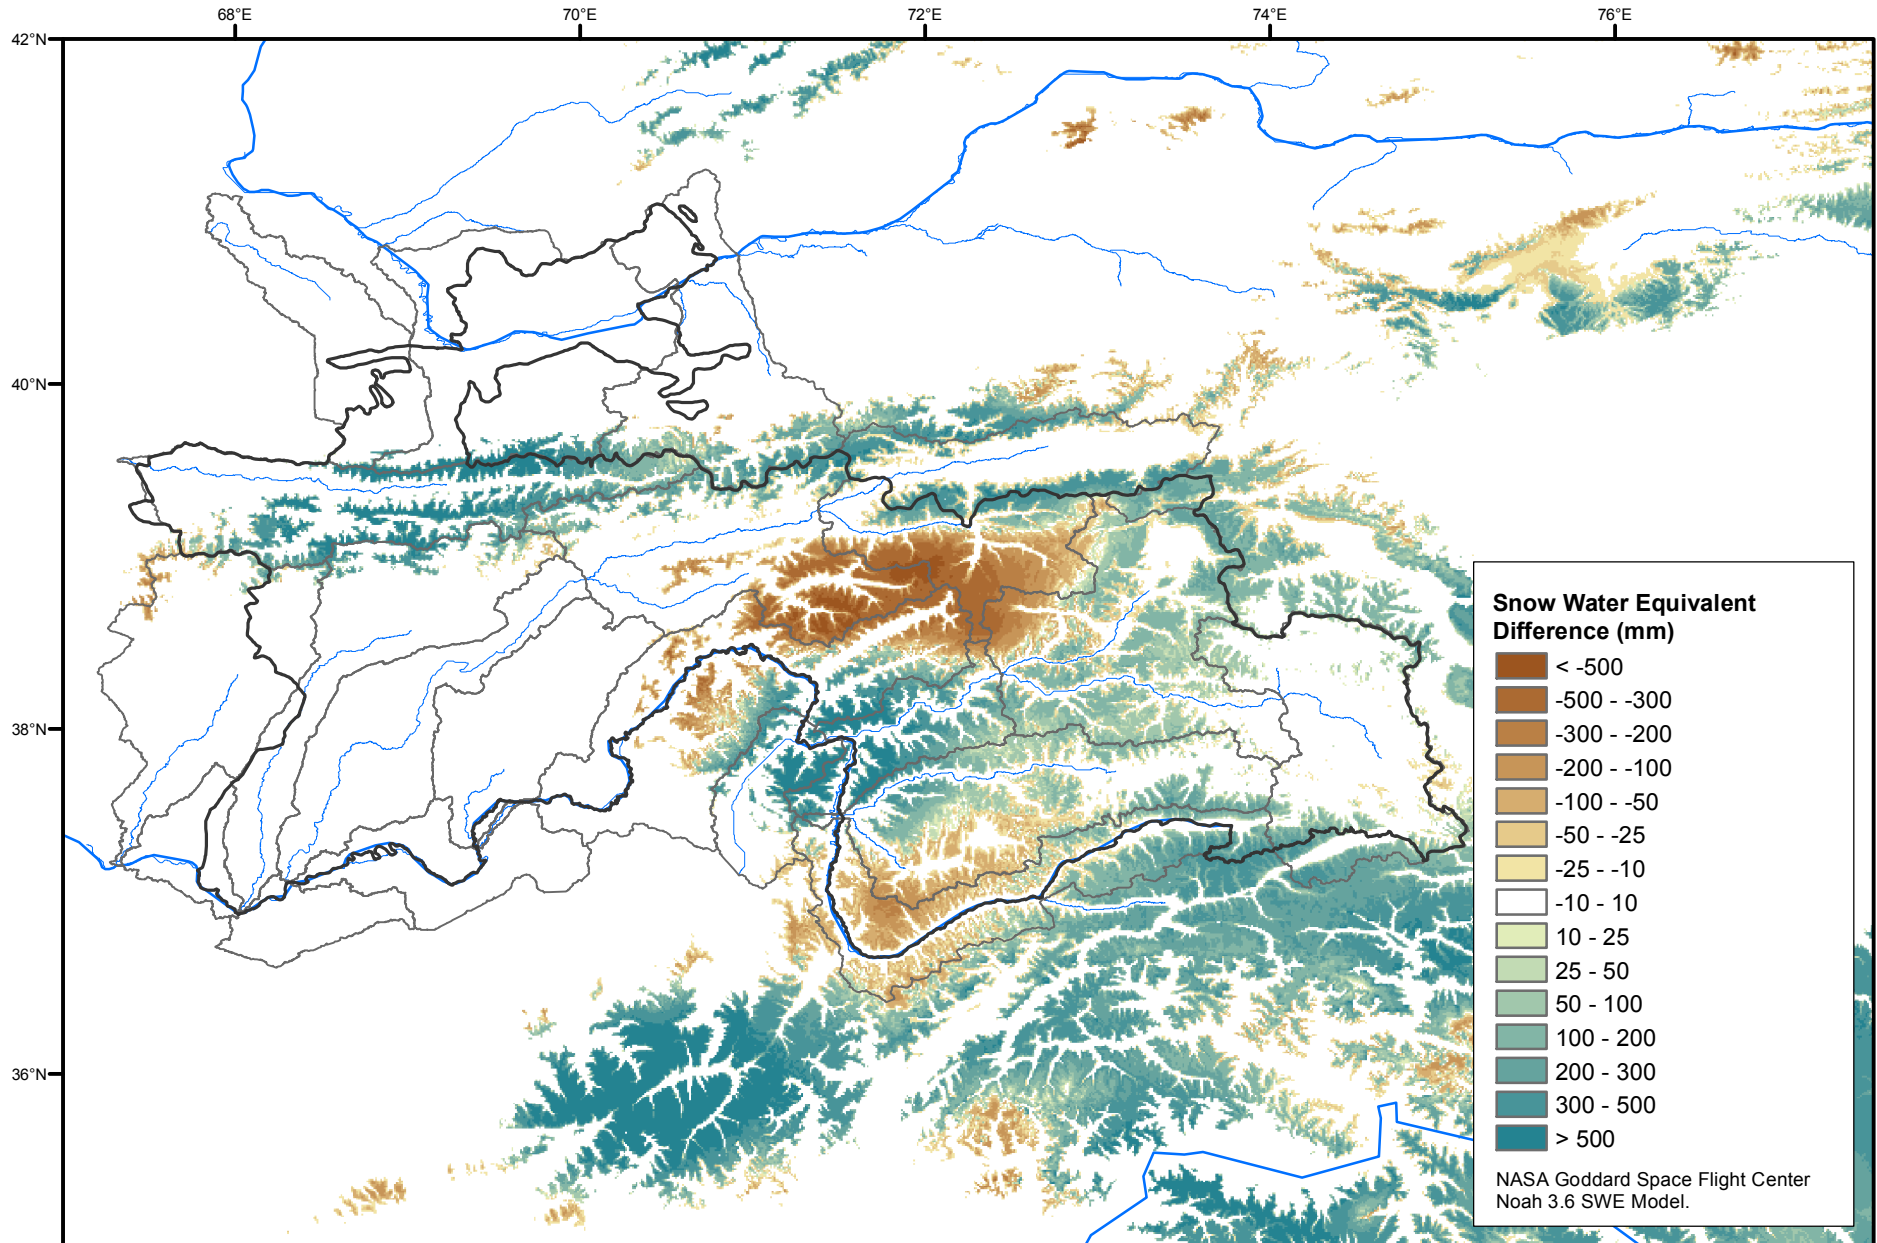 68°E 70°E 72°E 74°E 76°E
42°N
40°N
38°N
36°N
Snow Water Equivalent
Difference (mm)
< -500
-500 - -300
-300 - -200
-200 - -100
-100 - -50
-50 - -25
-25 - -10
-10 - 10
10 - 25
25 - 50
50 - 100
100 - 200
200 - 300
300 - 500
> 500
NASA Goddard Space Flight Center
Noah 3.6 SWE Model.